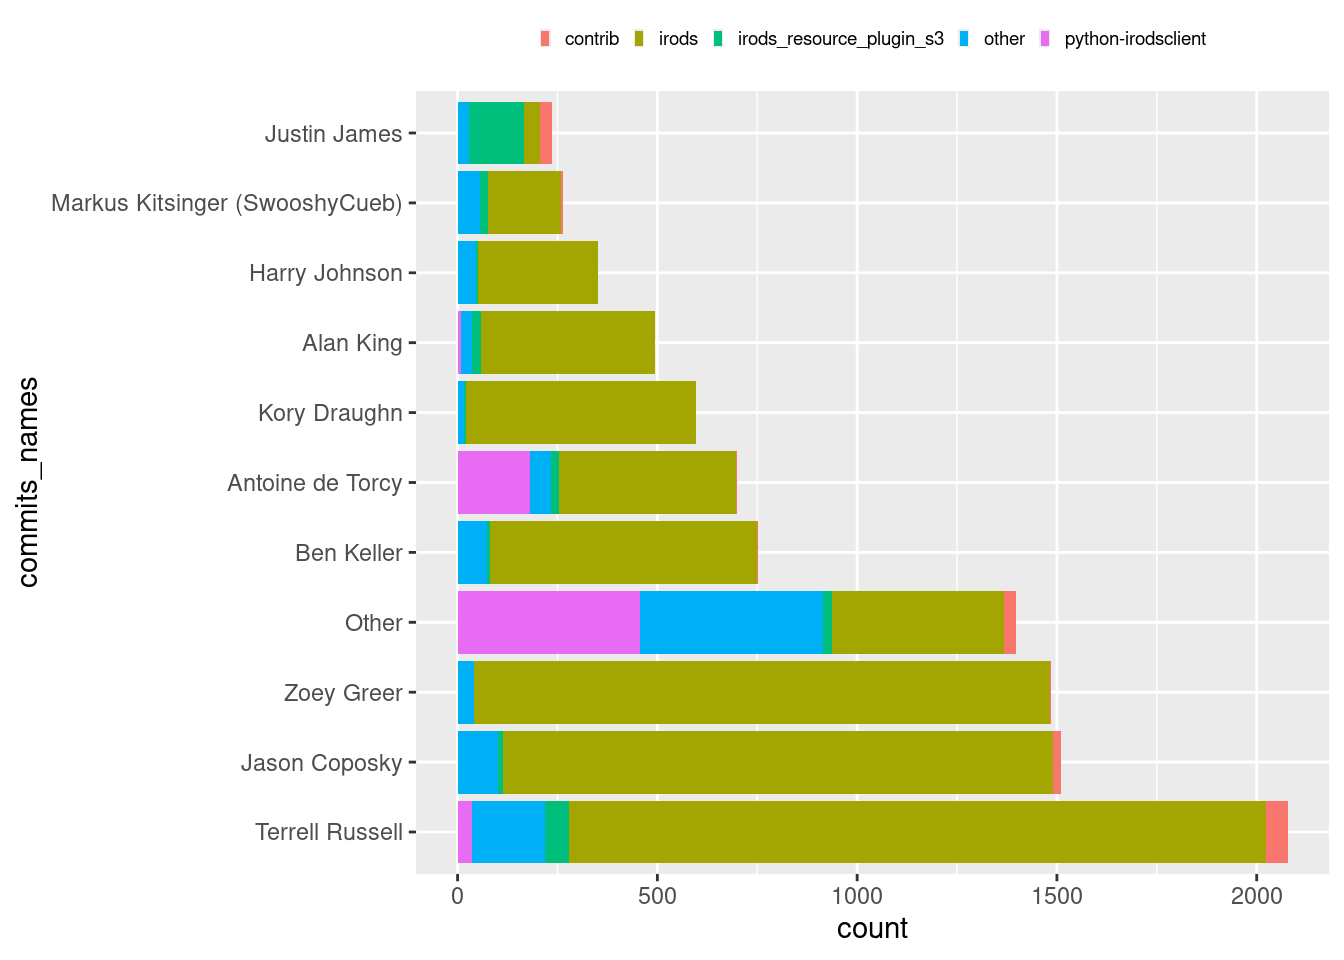 contrib irods irods_resource_plugin_s3 other python-irodsclient
Justin James
Markus Kitsinger (SwooshyCueb)
Harry Johnson
Alan King
Kory Draughn
Antoine de Torcy
Ben Keller
Other
Zoey Greer
Jason Coposky
Terrell Russell
commits_names
0 500 1000 1500 2000
count